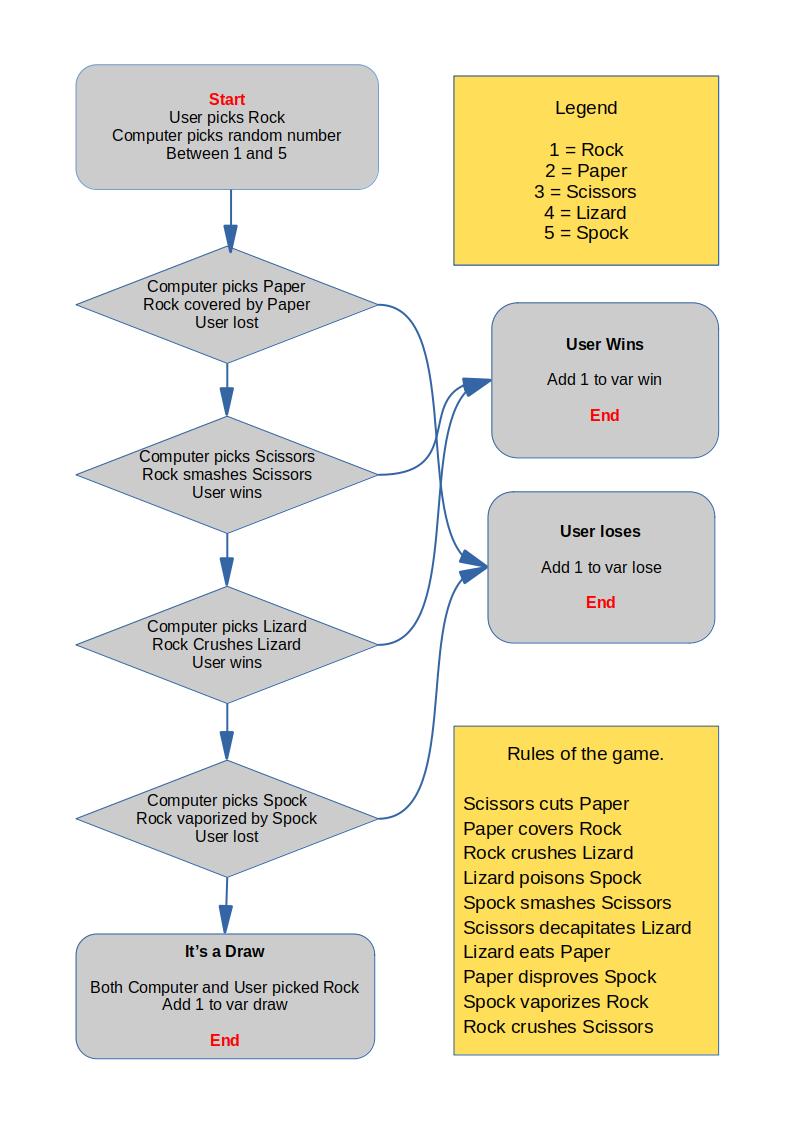 Start
User picks Rock
Computer picks random number
Between 1 and 5
Legend
1 = Rock
2 = Paper
3 = Scissors
4 = Lizard
5 = Spock
Computer picks Paper
Rock covered by Paper
User lost
User Wins
Add 1 to var win
End
Computer picks Scissors
Rock smashes Scissors
User wins
User loses
Add 1 to var lose
End
Computer picks Lizard
Rock Crushes Lizard
User wins
Computer picks Spock
Rock vaporized by Spock
User lost
Rules of the game.
Scissors cuts Paper
Paper covers Rock
Rock crushes Lizard
Lizard poisons Spock
Spock smashes Scissors
Scissors decapitates Lizard
Lizard eats Paper
Paper disproves Spock
Spock vaporizes Rock
Rock crushes Scissors
It’s a Draw
Both Computer and User picked Rock
Add 1 to var draw
End